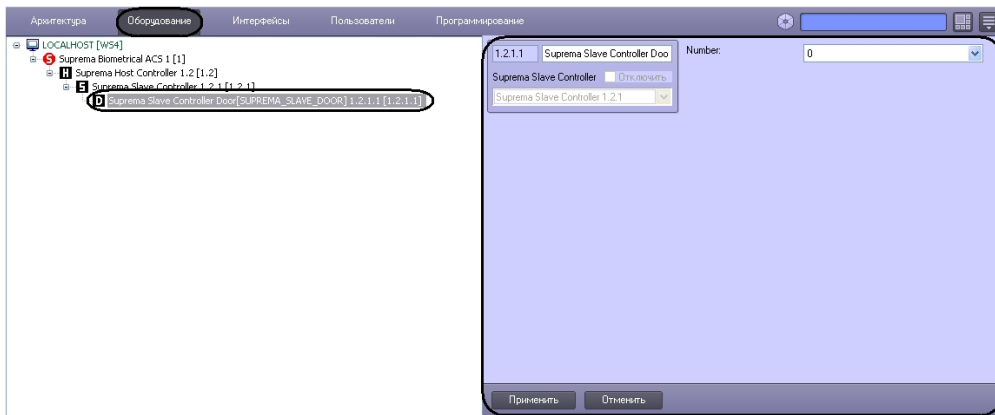 Архитектура Оборудование Интерфейсы Пользователи Программирование
LOCALHOST [WS4]
S Suprema Biometrical ACS 1 [1]
H Suprema Host Controller 1.2 [1.2]
S Suprema Slave Controller 1.2.1 [1.2.1]
D Suprema Slave Controller Door[SUPREMA_SLAVE_DOOR] 1.2.1.1 [1.2.1.1]
1.2.1.1 Suprema Slave Controller Doo
Number: 0
Suprema Slave Controller Отключить
Suprema Slave Controller 1.2.1
Применить Отменить